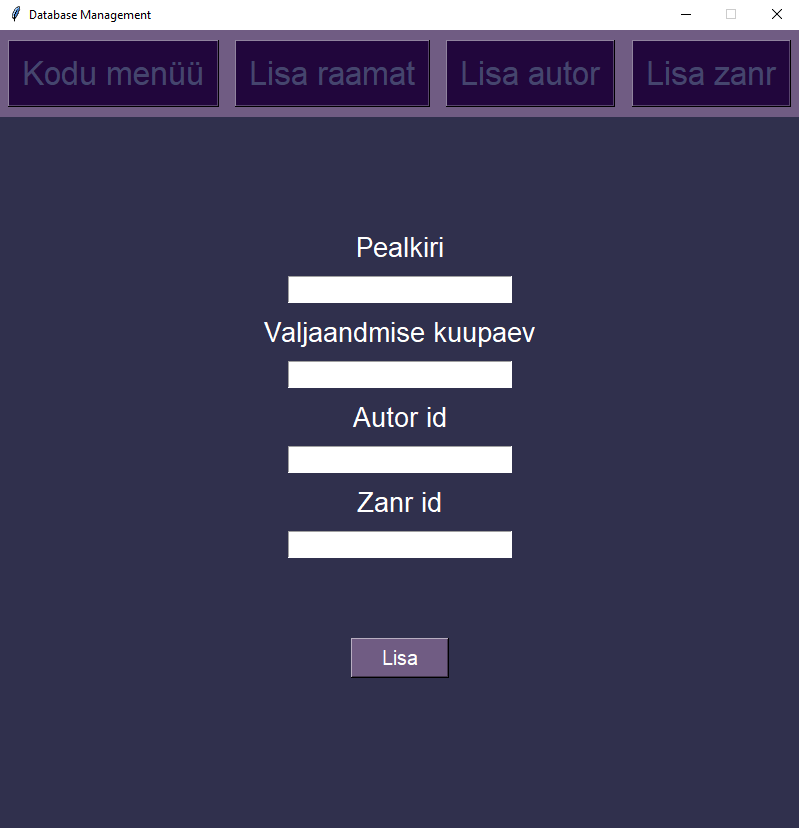 Database Management
Kodu menüü Lisa raamat Lisa autor Lisa zanr
Pealkiri
Valjaandmise kuupaev
Autor id
Zanr id
Lisa